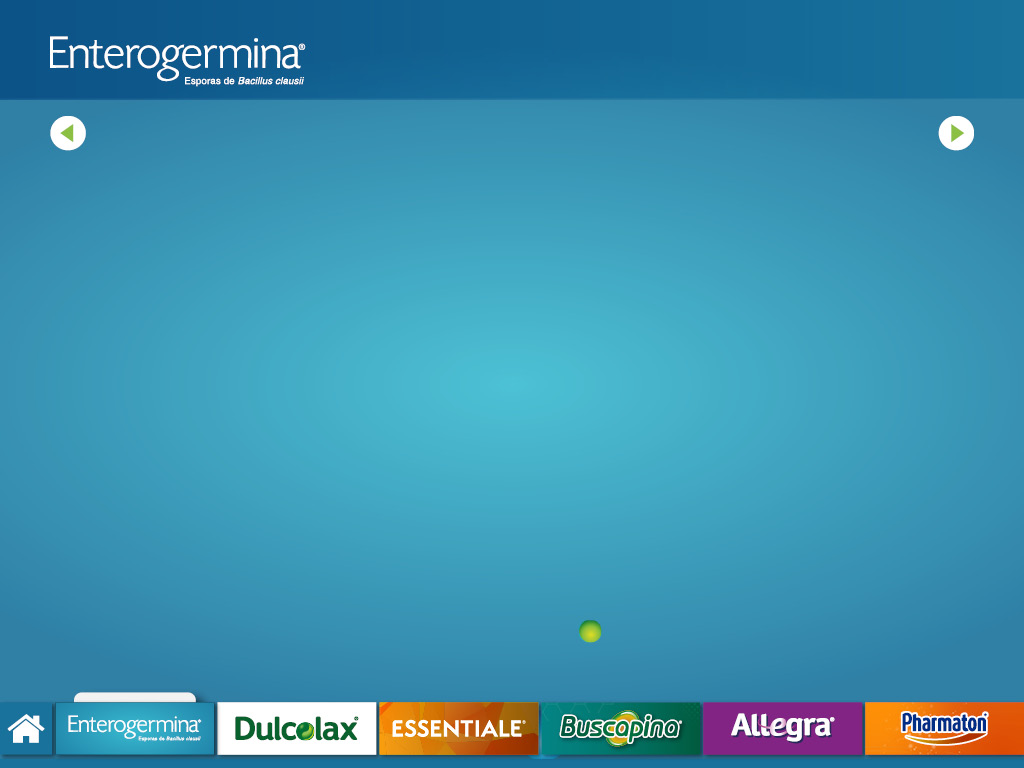 Enterogermina®
Esporas de Bacillus clausii
Enterogermina®
Esporas de Bacillus clausii
Dulcolax®
ESSENTIALE®
Buscapina®
Allegra®
Pharmaton®